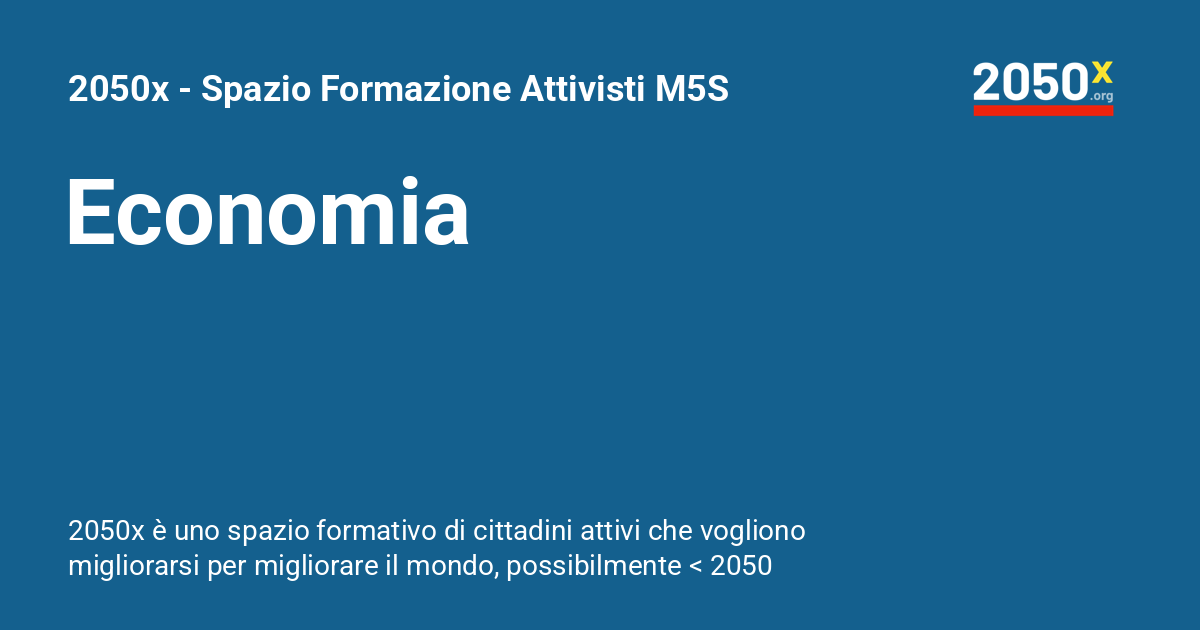 2050x - Spazio Formazione Attivisti M5S
2050x
.org
Economia
2050x è uno spazio formativo di cittadini attivi che vogliono
migliorarsi per migliorare il mondo, possibilmente < 2050